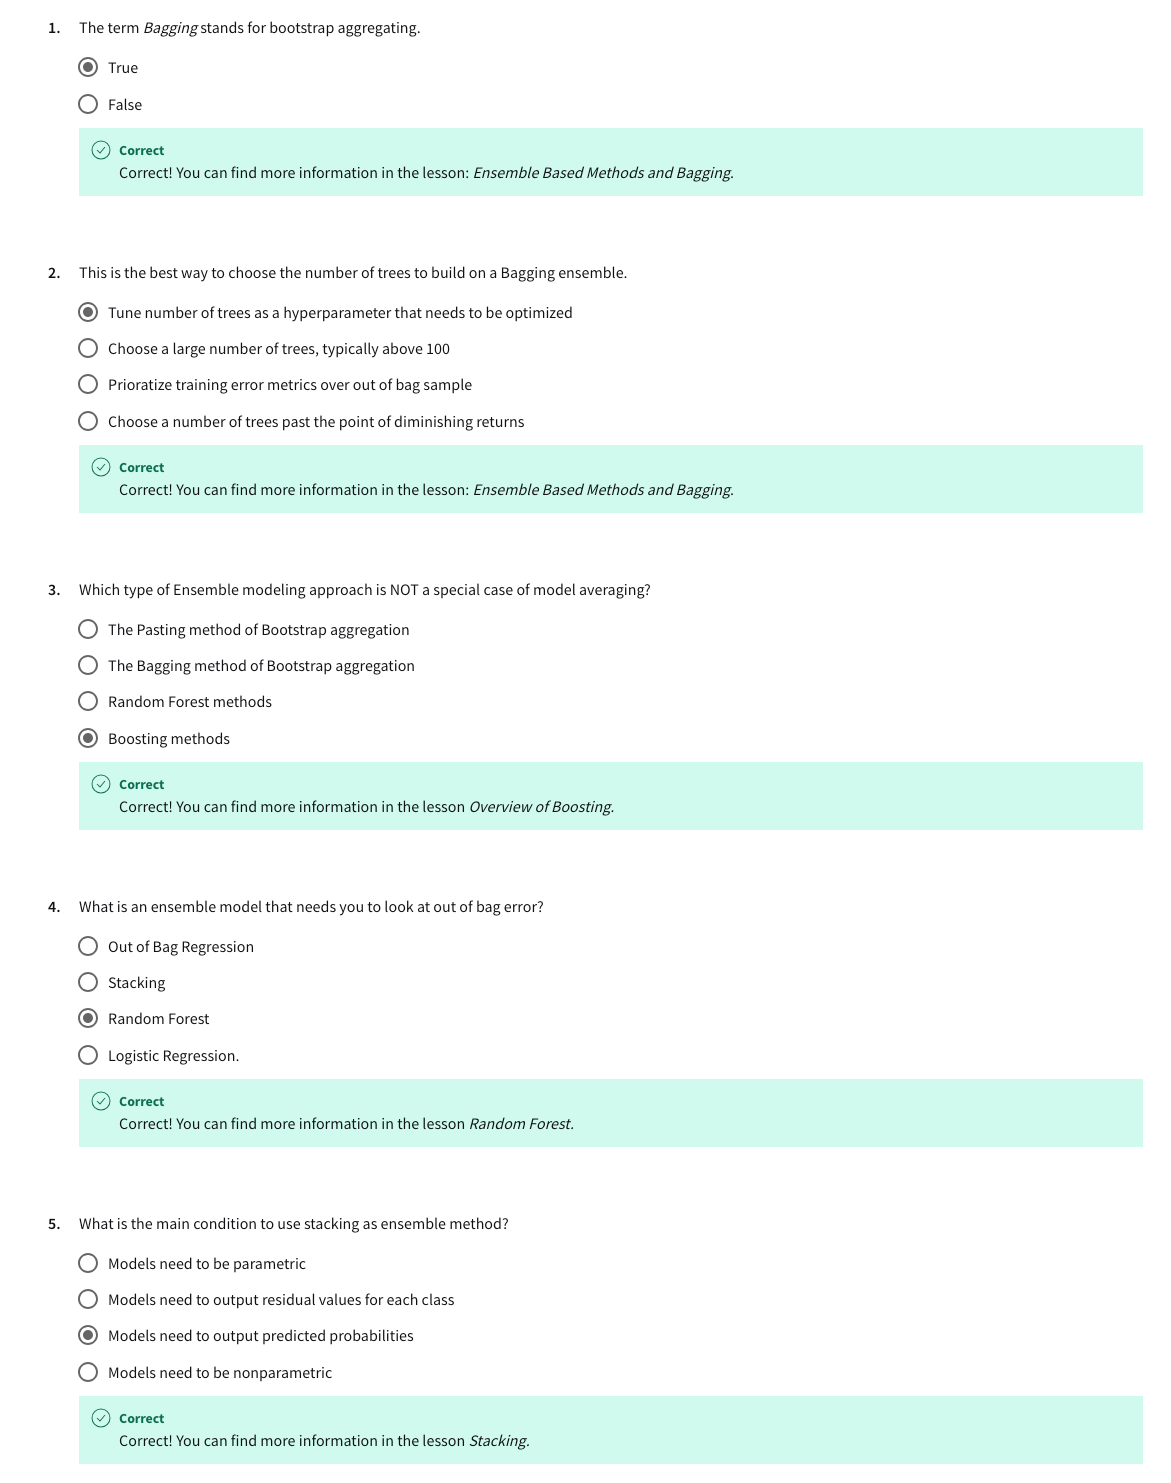 1. The term Bagging stands for bootstrap aggregating.
True
False
Correct
Correct! You can find more information in the lesson: Ensemble Based Methods and Bagging.
2. This is the best way to choose the number of trees to build on a Bagging ensemble.
Tune number of trees as a hyperparameter that needs to be optimized
Choose a large number of trees, typically above 100
Prioratize training error metrics over out of bag sample
Choose a number of trees past the point of diminishing returns
Correct
Correct! You can find more information in the lesson: Ensemble Based Methods and Bagging.
3. Which type of Ensemble modeling approach is NOT a special case of model averaging?
The Pasting method of Bootstrap aggregation
The Bagging method of Bootstrap aggregation
Random Forest methods
Boosting methods
Correct
Correct! You can find more information in the lesson Overview of Boosting.
4. What is an ensemble model that needs you to look at out of bag error?
Out of Bag Regression
Stacking
Random Forest
Logistic Regression.
Correct
Correct! You can find more information in the lesson Random Forest.
5. What is the main condition to use stacking as ensemble method?
Models need to be parametric
Models need to output residual values for each class
Models need to output predicted probabilities
Models need to be nonparametric
Correct
Correct! You can find more information in the lesson Stacking.